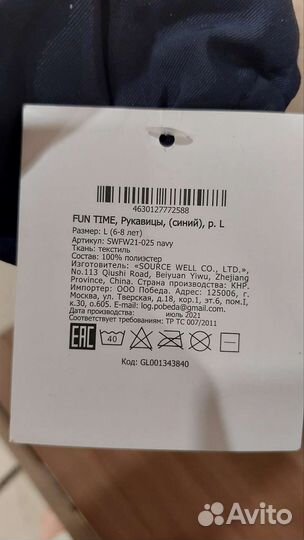 4630127772588
FUN TIME, Рукавицы, (синий), р. L
Размер: L (6-8 лет)
Артикул: SWFW21-025 navy
Ткань: текстиль
Состав: 100% полиэстер
Изготовитель: «SOURCE WELL CO., LTD.»,
No.113 Qiushi Road, Beiyuan Yiwu, Zhejiang
Province, China. Страна производства: КНР.
Импортер: ООО Победа. Адрес: 125006, г.
Москва, ул. Тверская, д.18, кор.1, эт.6, пом.I,
к.30, о.605. E-mail: log.pobeda@gmail.com.
Дата производства: июль 2021
Соответствует требованиям: ТР ТС 007/2011
EAC 40
Код: GL001343840
Avito